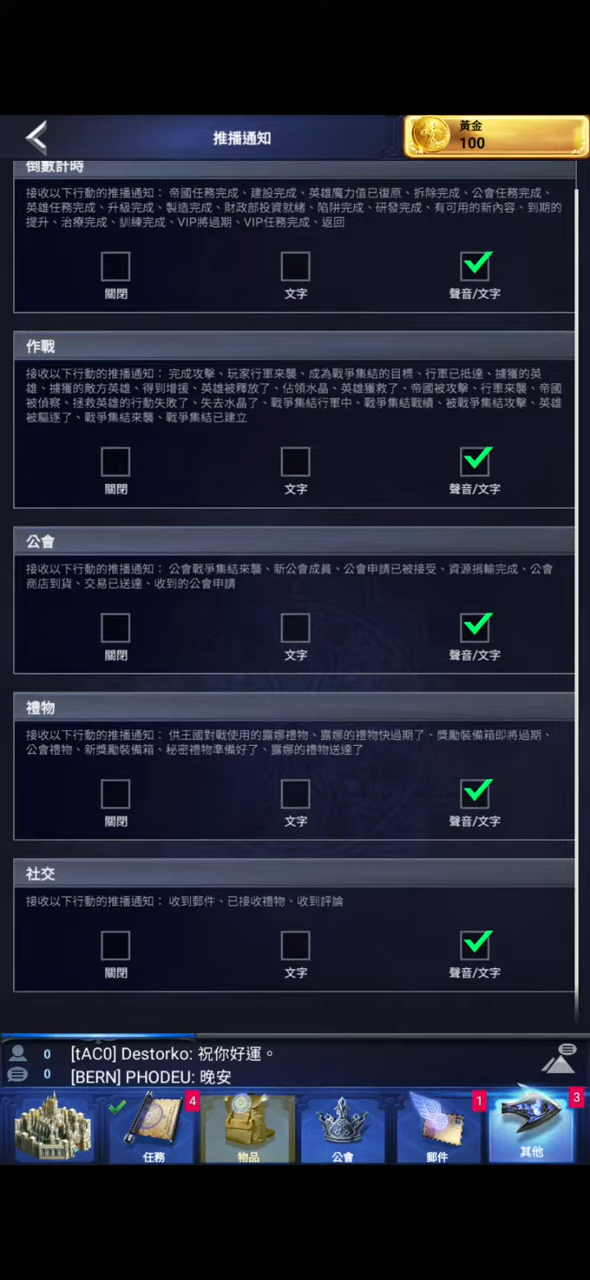 推播通知
黃金
100
倒數計時
接收以下行動的推播通知： 帝國任務完成、建設完成、英雄魔力值已復原、拆除完成、公會任務完成、
英雄任務完成、升級完成、製造完成、財政部投資就緒、陷阱完成、研發完成、有可用的新內容、到期的
提升、治療完成、訓練完成、VIP將過期、VIP任務完成、返回
關閉
文字
聲音/文字
作戰
接收以下行動的推播通知： 完成攻擊、玩家行軍來襲、成為戰爭集結的目標、行軍已抵達、擄獲的英
雄、擄獲的敵方英雄、得到增援、英雄被釋放了、佔領水晶、英雄獲救了、帝國被攻擊、行軍來襲、帝國
被偵察、拯救英雄的行動失敗了、失去水晶了、戰爭集結行軍中、戰爭集結戰績、被戰爭集結攻擊、英雄
被驅逐了、戰爭集結來襲、戰爭集結已建立
關閉
文字
聲音/文字
公會
接收以下行動的推播通知： 公會戰爭集結來襲、新公會成員、公會申請已被接受、資源捐輸完成、公會
商店到貨、交易已送達、收到的公會申請
關閉
文字
聲音/文字
禮物
接收以下行動的推播通知： 供王國對戰使用的露娜禮物、露娜的禮物快過期了、獎勵裝備箱即將過期、
公會禮物、新獎勵裝備箱、秘密禮物準備好了、露娜的禮物送達了
關閉
文字
聲音/文字
社交
接收以下行動的推播通知： 收到郵件、已接收禮物、收到評論
關閉
文字
聲音/文字
0 [tAC0] Destorko: 祝你好運。
0 [BERN] PHODEU: 晚安
4
1
3
任務
物品
公會
郵件
其他